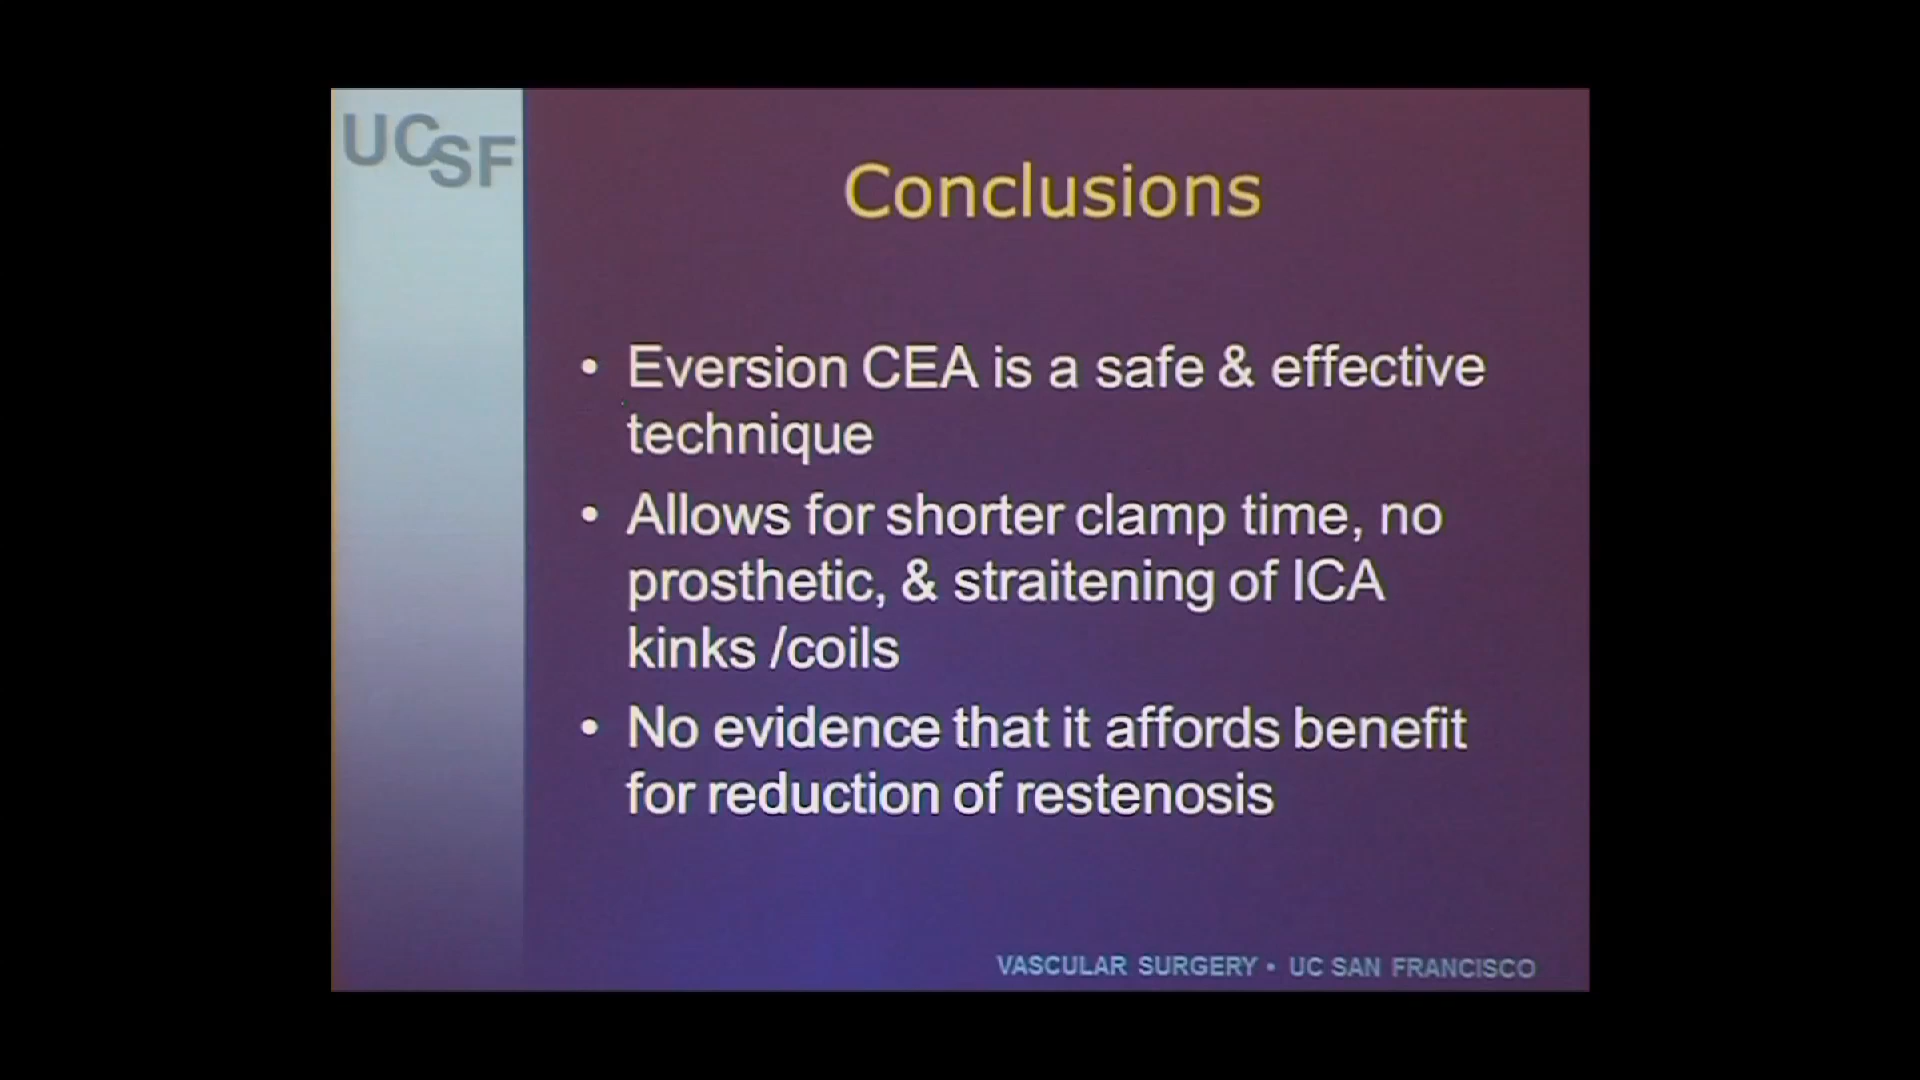 UCSF
Conclusions
• Eversion CEA is a safe & effective
technique
• Allows for shorter clamp time, no
prosthetic, & straitening of ICA
kinks /coils
• No evidence that it affords benefit
for reduction of restenosis
VASCULAR SURGERY • UC SAN FRANCISCO